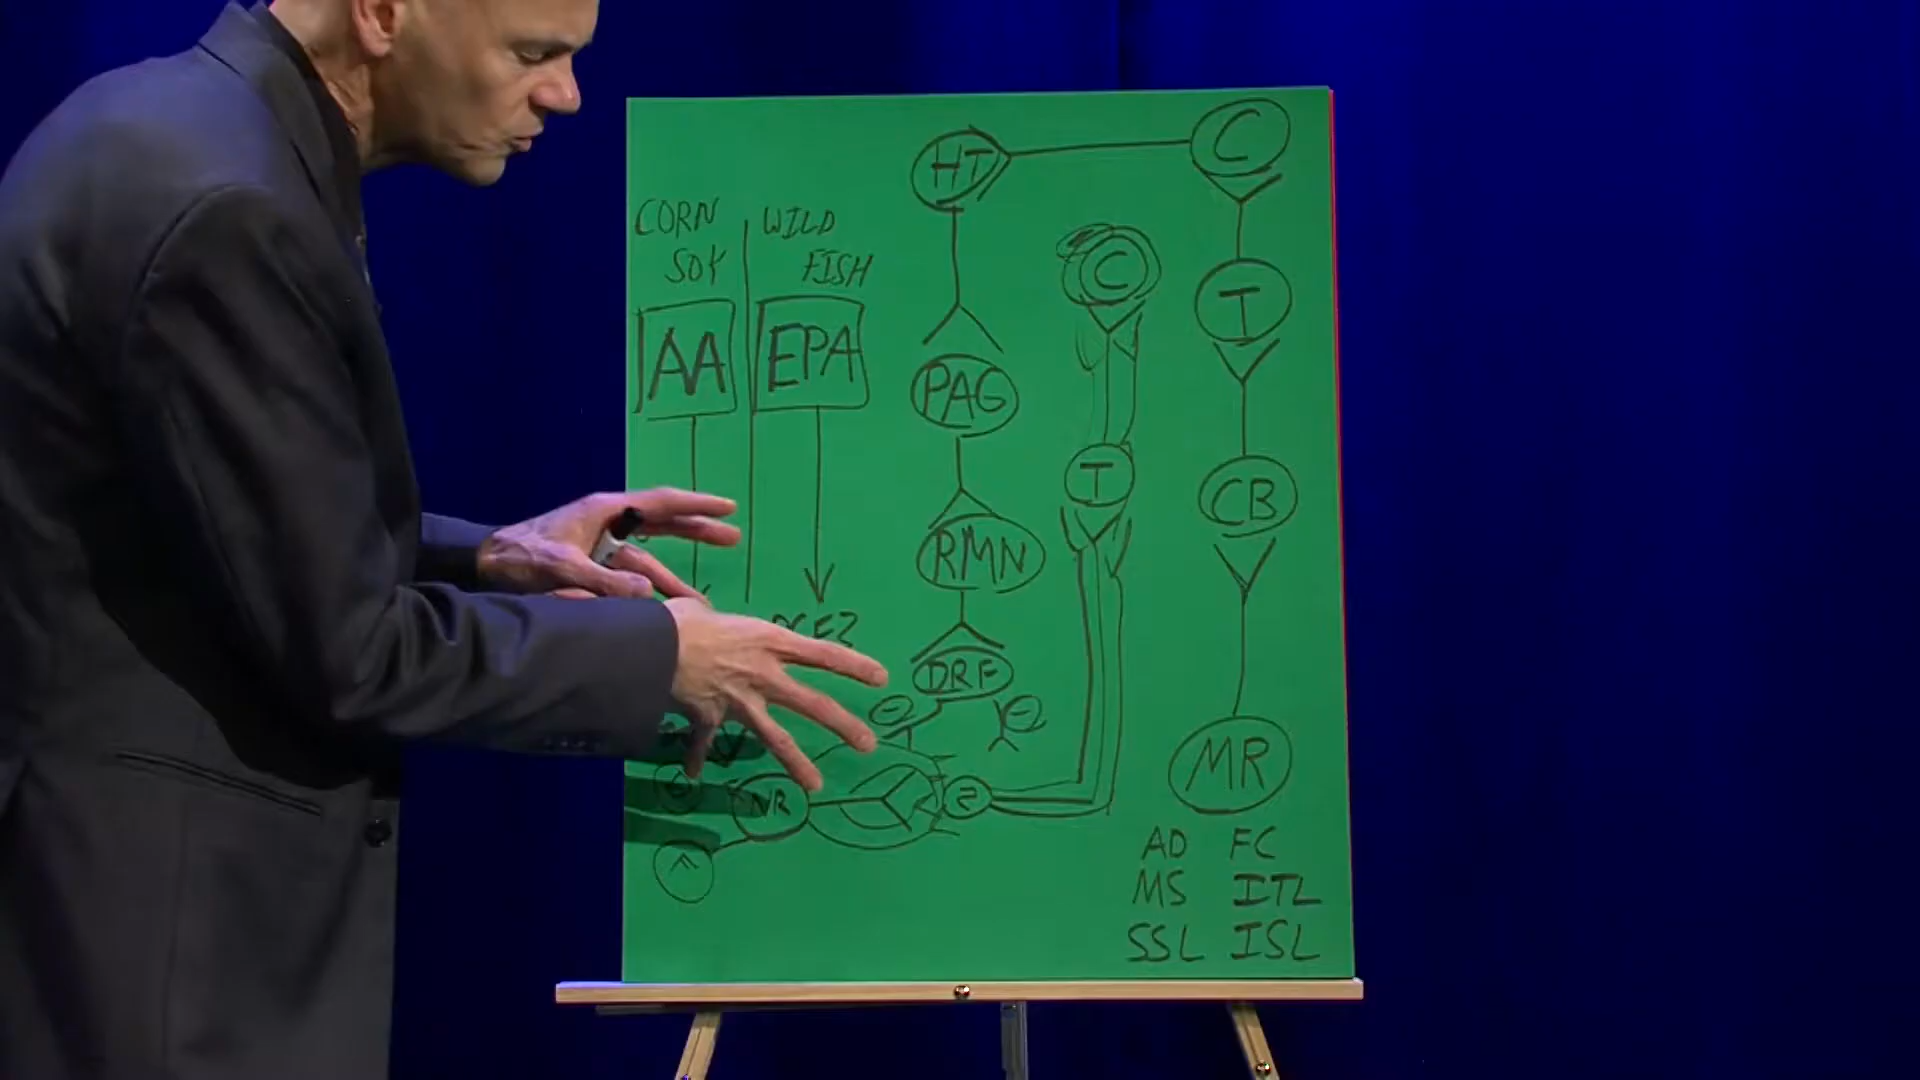 CORN
SOY
WILD
FISH
AA
EPA
HT
C
C
T
PAG
T
RMN
CB
DRF
NR
2
MR
AD FC
MS ITL
SSL ISL